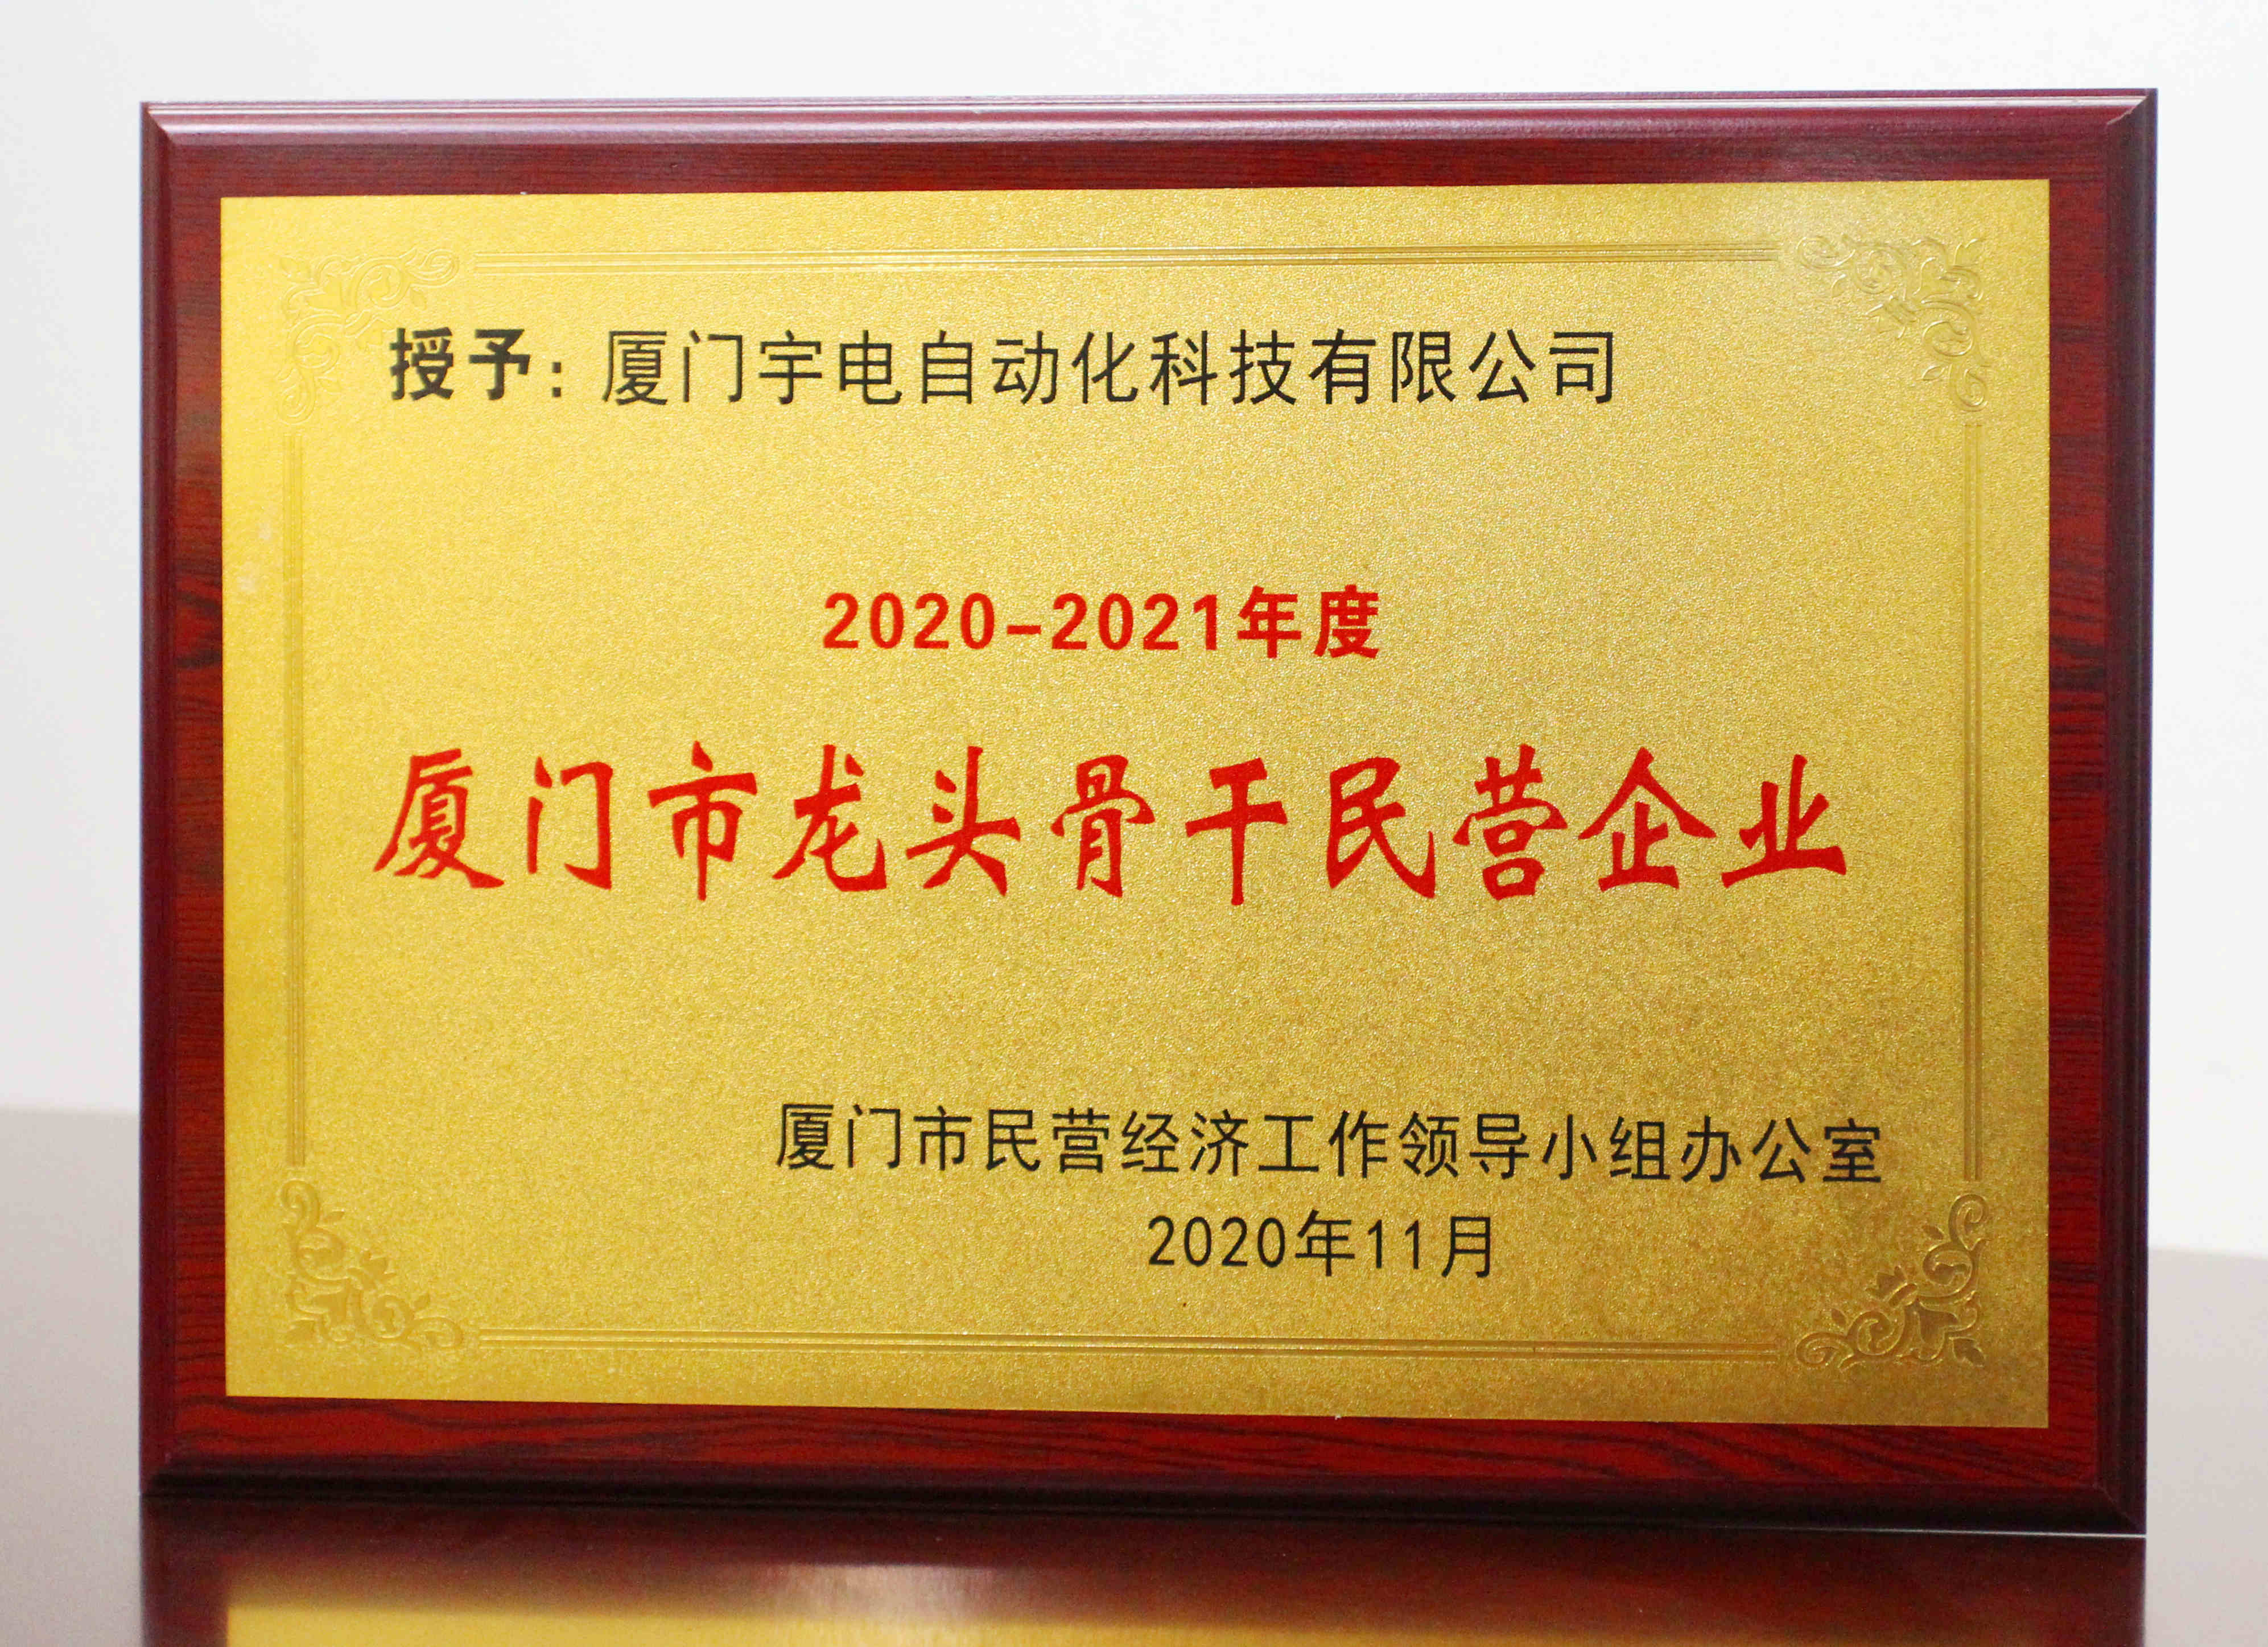 授予：厦门宇电自动化科技有限公司
2020-2021年度
厦门市龙头骨干民营企业
厦门市民营经济工作领导小组办公室
2020年11月